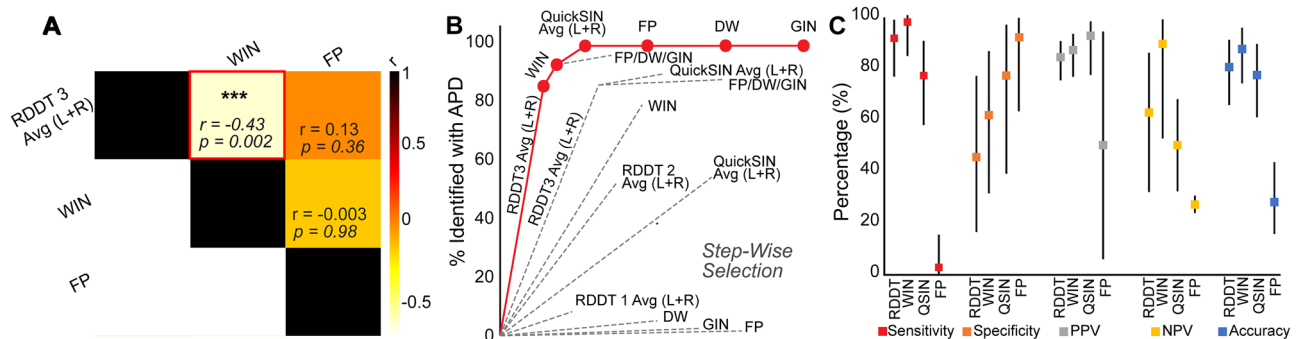 A
WIN
FP
RDDT 3
Avg (L+R)
WIN
FP
***
r = -0.43
p = 0.002
r = 0.13
p = 0.36
r = -0.003
p = 0.98
r
1
0.5
0
-0.5
B
% Identified with APD
100
80
60
40
20
0
QuickSIN
Avg (L+R)
FP
DW
GIN
WIN
RDDT3 Avg (L+R)
FP/DW/GIN
QuickSIN Avg (L+R)
FP/DW/GIN
RDDT3 Avg (L+R)
WIN
RDDT 2
Avg (L+R)
QuickSIN
Avg (L+R)
Step-Wise
Selection
RDDT 1 Avg (L+R)
DW
GIN
FP
C
Percentage (%)
100
80
60
40
20
0
RDDT
WIN
QSIN
FP
RDDT
WIN
QSIN
FP
RDDT
WIN
QSIN
FP
RDDT
WIN
QSIN
FP
RDDT
WIN
QSIN
FP
Sensitivity
Specificity
PPV
NPV
Accuracy